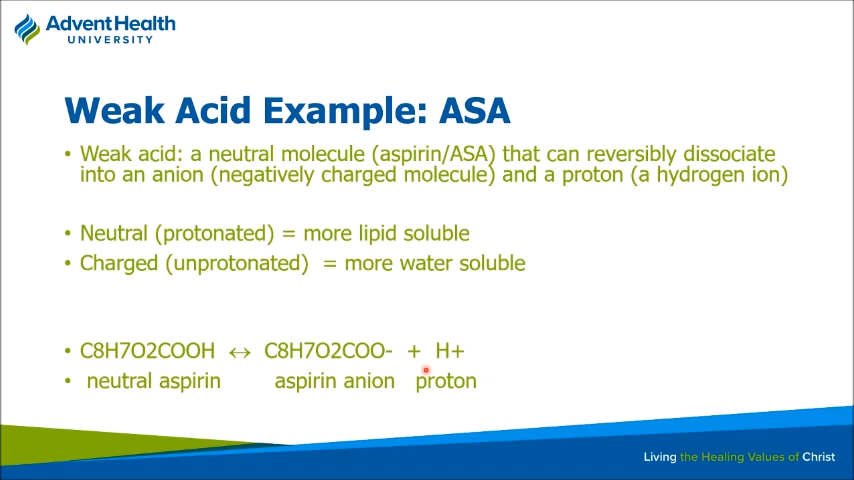 AdventHealth
UNIVERSITY
Weak Acid Example: ASA
• Weak acid: a neutral molecule (aspirin/ASA) that can reversibly dissociate
into an anion (negatively charged molecule) and a proton (a hydrogen ion)
• Neutral (protonated) = more lipid soluble
• Charged (unprotonated) = more water soluble
• C8H7O2COOH ↔ C8H7O2COO- + H+
• neutral aspirin aspirin anion proton
Living the Healing Values of Christ